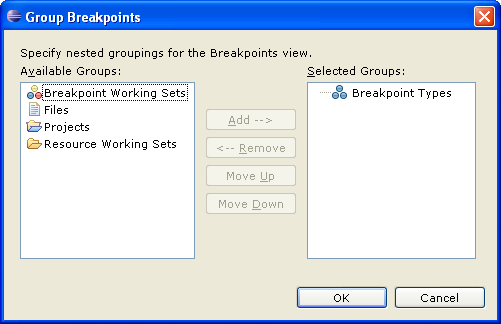 Group Breakpoints
Specify nested groupings for the Breakpoints view.
Available Groups:
Selected Groups:
Breakpoint Working Sets
Files
Projects
Resource Working Sets
Breakpoint Types
Add -->
<-- Remove
Move Up
Move Down
OK
Cancel